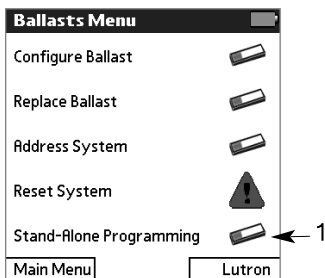 Ballasts Menu
Configure Ballast
Replace Ballast
Address System
Reset System
Stand-Alone Programming 1
Main Menu Lutron